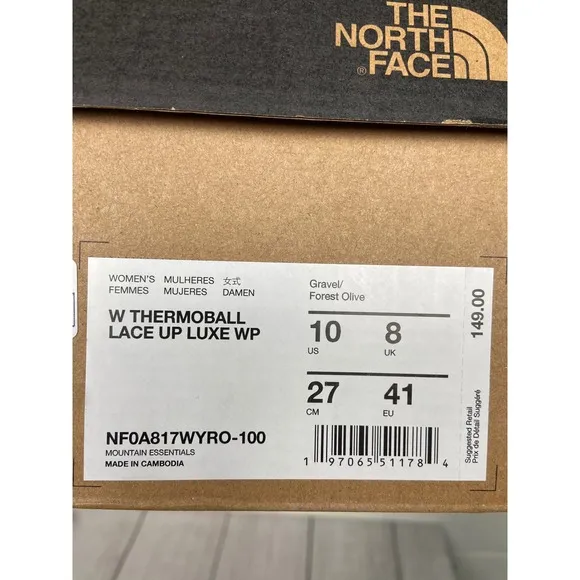 THE
NORTH
FACE
®
WOMEN'S MULHERES 女式
FEMMES MUJERES DAMEN
W THERMOBALL
LACE UP LUXE WP
NF0A817WYRO-100
MOUNTAIN ESSENTIALS
MADE IN CAMBODIA
Gravel/
Forest Olive
10 8
US UK
27 41
CM EU
1 97065 51178 4
149.00
Suggested Retail
Prix de Détail Suggéré